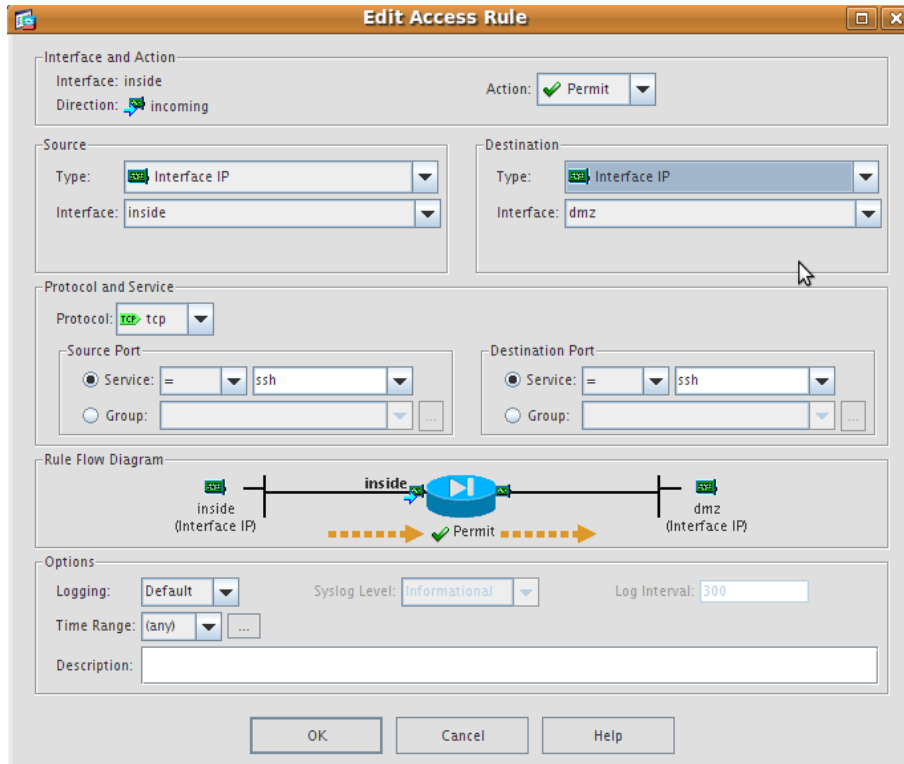 Edit Access Rule
Interface and Action
Interface: inside
Action: Permit
Direction: incoming
Source
Type: Interface IP
Interface: inside
Destination
Type: Interface IP
Interface: dmz
Protocol and Service
Protocol: TCP tcp
Source Port
Service: = ssh
Group: ...
Destination Port
Service: = ssh
Group: ...
Rule Flow Diagram
inside
inside
(Interface IP)
Permit
dmz
(Interface IP)
Options
Logging: Default Syslog Level: Informational Log Interval: 300
Time Range: (any) ...
Description:
OK Cancel Help